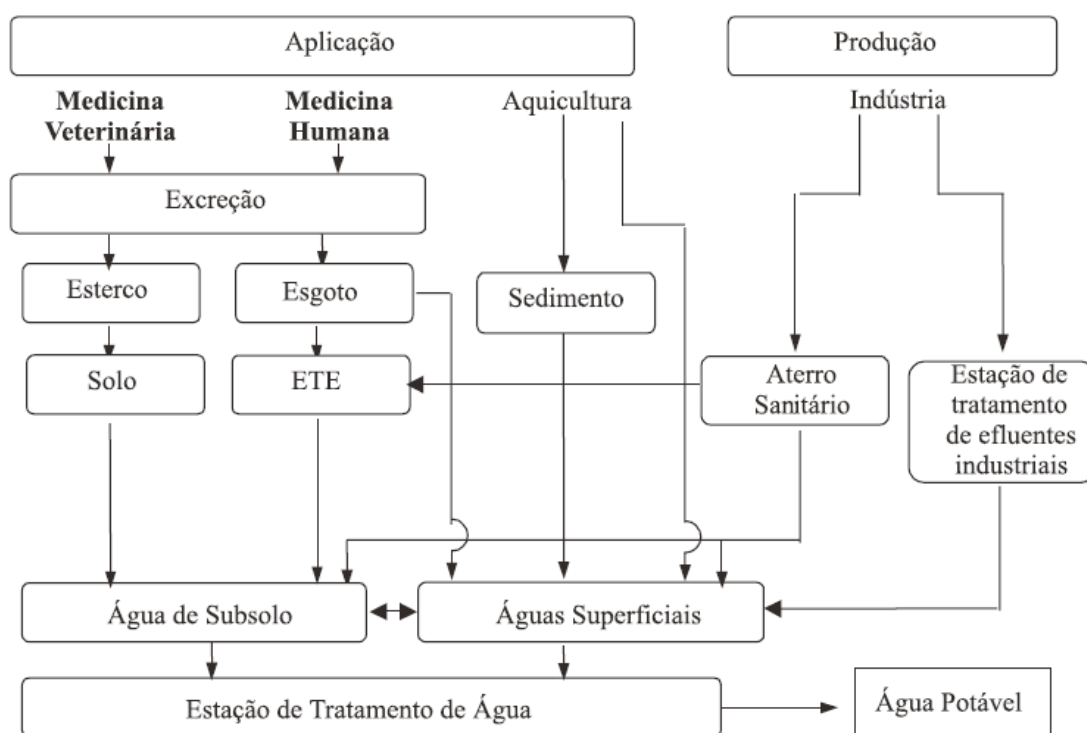 Aplicação
Produção
Medicina
Veterinária
Medicina
Humana
Aquicultura
Indústria
Excreção
Esterco
Esgoto
Sedimento
Solo
ETE
Aterro
Sanitário
Estação de
tratamento
de efluentes
industriais
Água de Subsolo
Águas Superficiais
Estação de Tratamento de Água
Água Potável